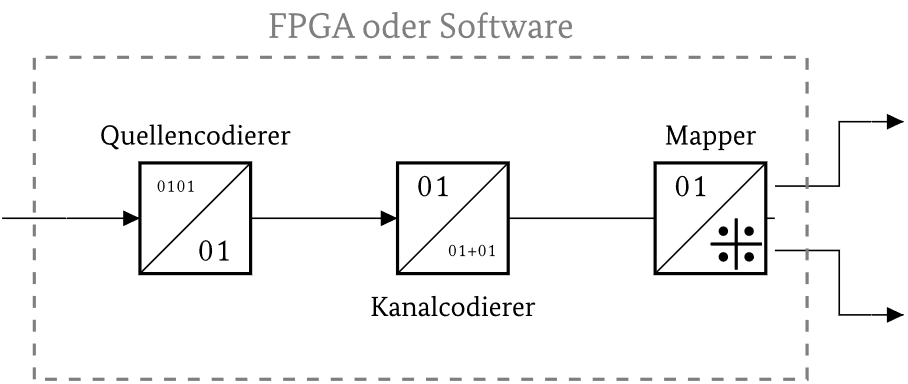 FPGA oder Software
Quellencodierer
Mapper
0101
01
01
01+01
01
Kanalcodierer